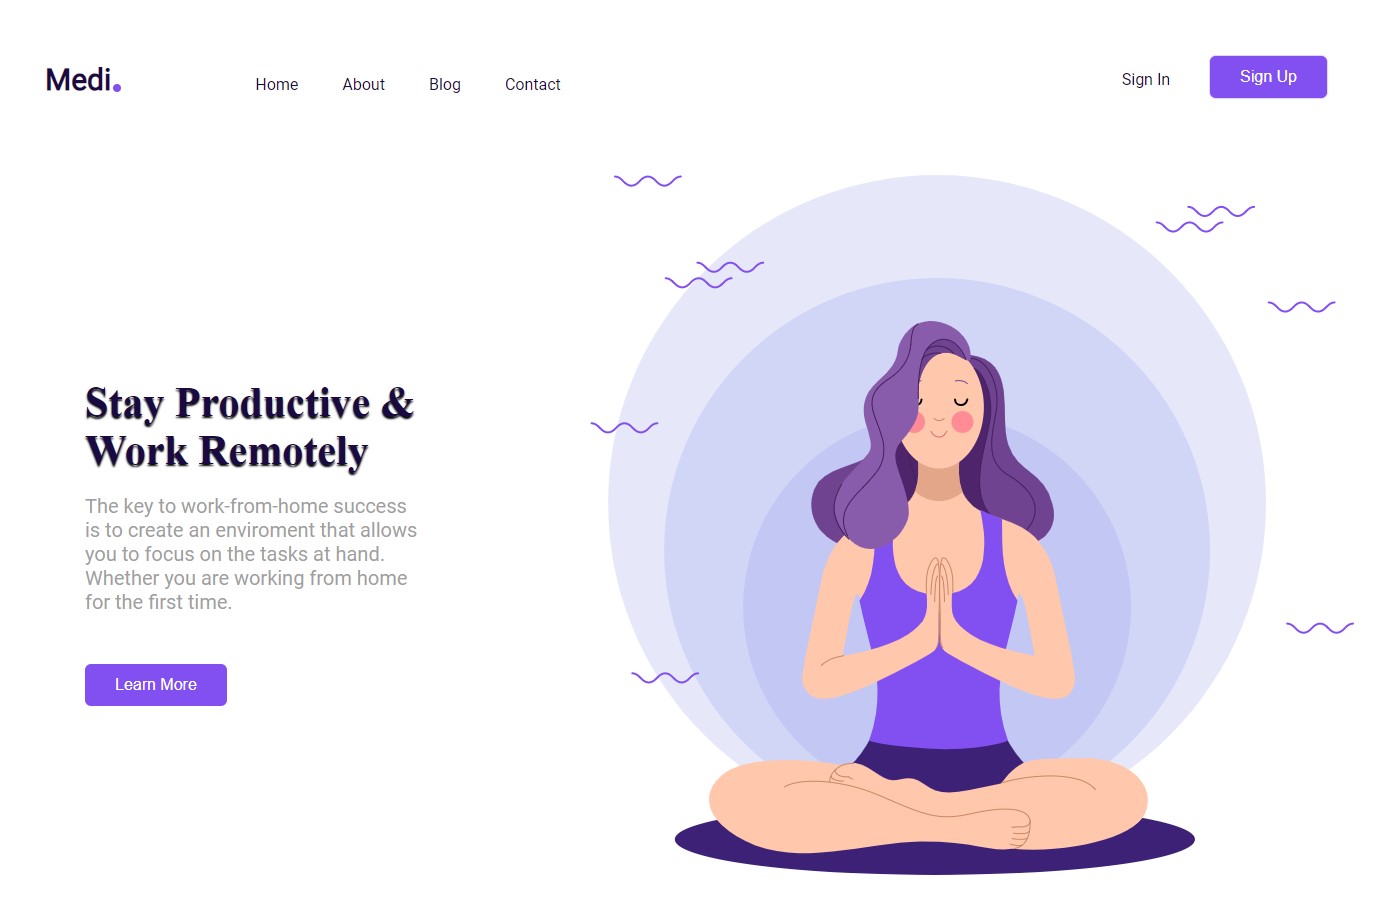 Medi.
Home About Blog Contact
Sign In
Sign Up
Stay Productive &
Work Remotely
The key to work-from-home success
is to create an enviroment that allows
you to focus on the tasks at hand.
Whether you are working from home
for the first time.
Learn More